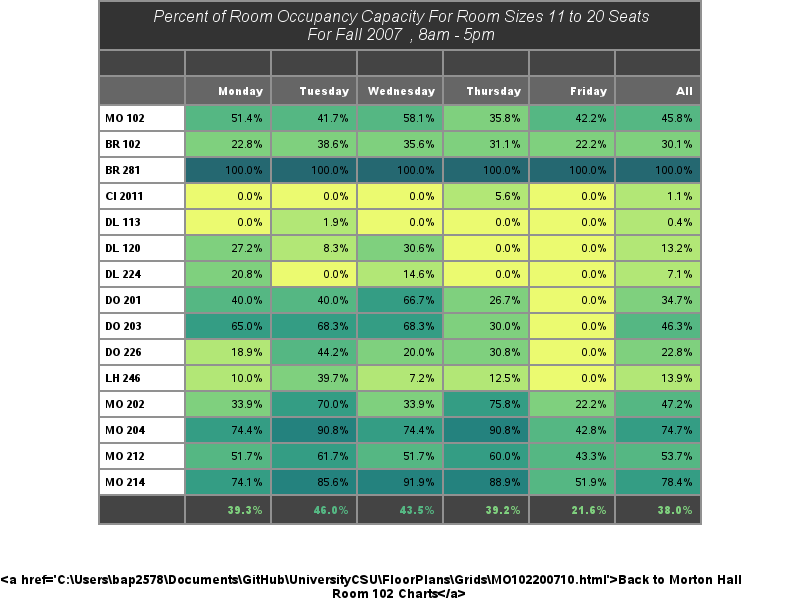 Percent of Room Occupancy Capacity For Room Sizes 11 to 20 Seats
For Fall 2007 , 8am - 5pm
Monday Tuesday Wednesday Thursday Friday All
MO 102 51.4% 41.7% 58.1% 35.8% 42.2% 45.8%
BR 102 22.8% 38.6% 35.6% 31.1% 22.2% 30.1%
BR 281 100.0% 100.0% 100.0% 100.0% 100.0% 100.0%
CI 2011 0.0% 0.0% 0.0% 5.6% 0.0% 1.1%
DL 113 0.0% 1.9% 0.0% 0.0% 0.0% 0.4%
DL 120 27.2% 8.3% 30.6% 0.0% 0.0% 13.2%
DL 224 20.8% 0.0% 14.6% 0.0% 0.0% 7.1%
DO 201 40.0% 40.0% 66.7% 26.7% 0.0% 34.7%
DO 203 65.0% 68.3% 68.3% 30.0% 0.0% 46.3%
DO 226 18.9% 44.2% 20.0% 30.8% 0.0% 22.8%
LH 246 10.0% 39.7% 7.2% 12.5% 0.0% 13.9%
MO 202 33.9% 70.0% 33.9% 75.8% 22.2% 47.2%
MO 204 74.4% 90.8% 74.4% 90.8% 42.8% 74.7%
MO 212 51.7% 61.7% 51.7% 60.0% 43.3% 53.7%
MO 214 74.1% 85.6% 91.9% 88.9% 51.9% 78.4%
39.3% 46.0% 43.5% 39.2% 21.6% 38.0%
<a href='C:\Users\bap2578\Documents\GitHub\UniversityCSU\FloorPlans\Grids\MO102200710.html'>Back to Morton Hall
Room 102 Charts</a>